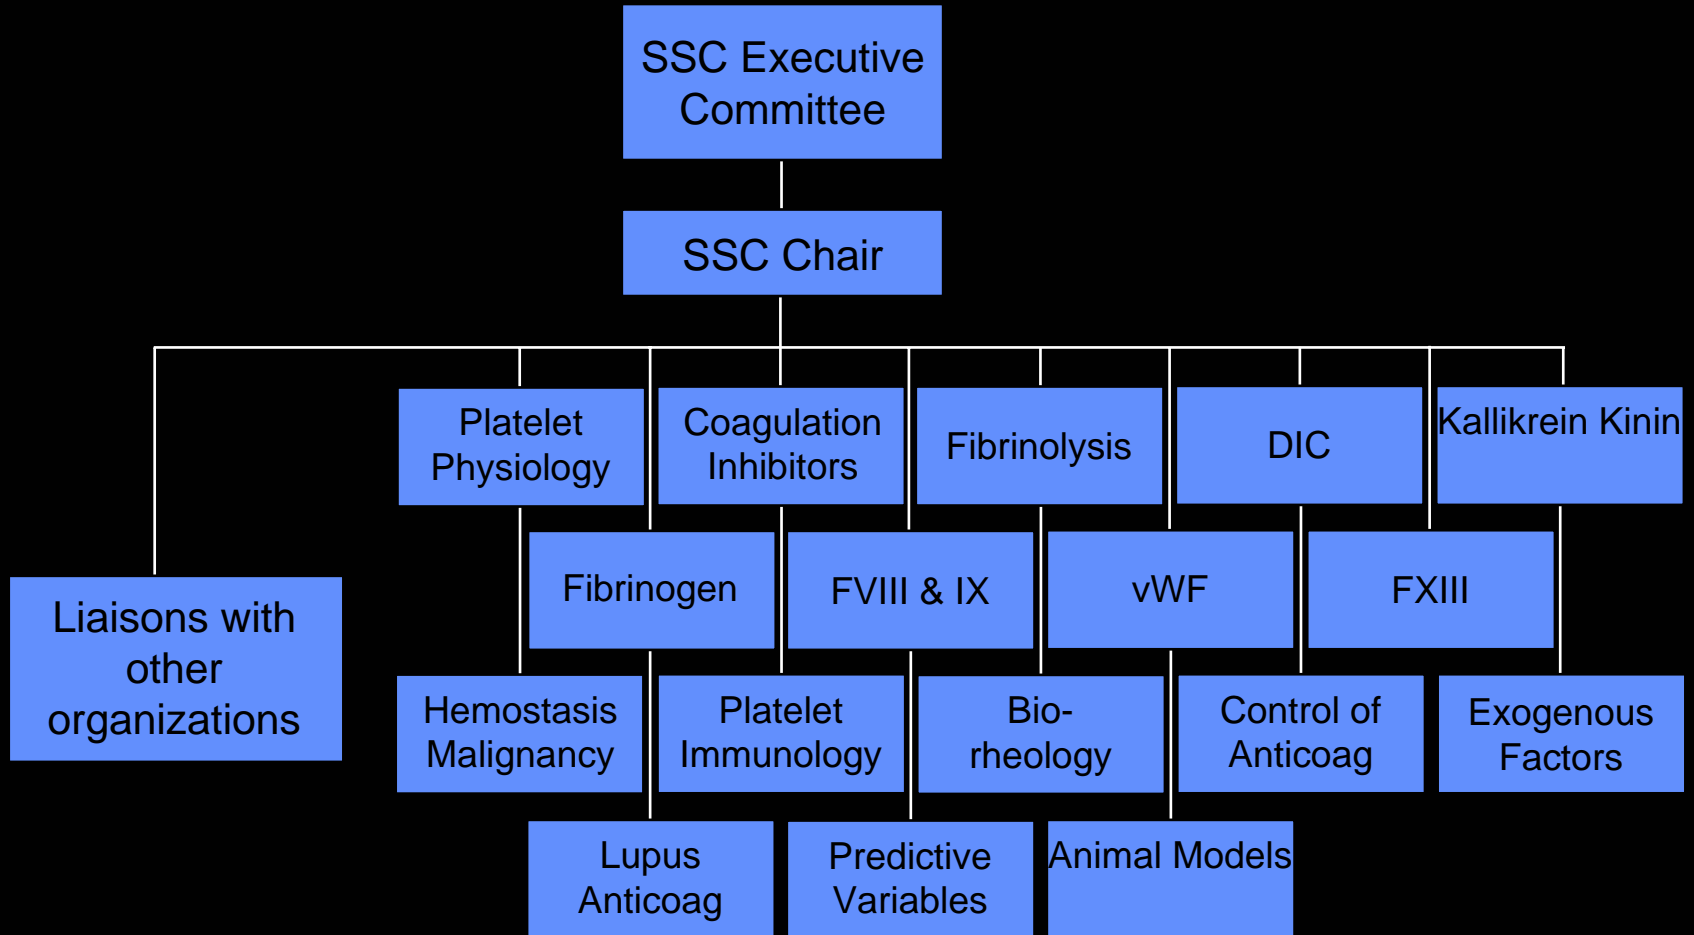 SSC Executive
Committee
SSC Chair
Platelet
Physiology
Coagulation
Inhibitors
Fibrinolysis
DIC
Kallikrein Kinin
Fibrinogen
FVIII & IX
vWF
FXIII
Liaisons with
other
organizations
Hemostasis
Malignancy
Platelet
Immunology
Bio-
rheology
Control of
Anticoag
Exogenous
Factors
Lupus
Anticoag
Predictive
Variables
Animal Models